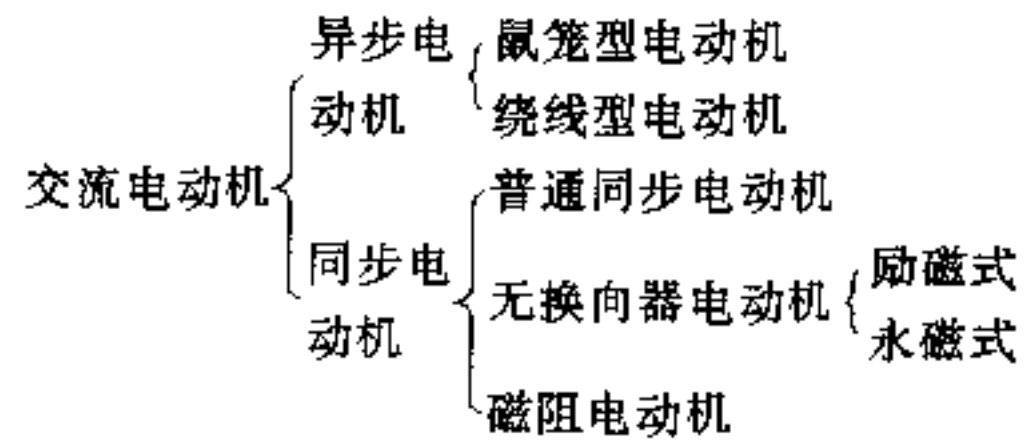 异步电
动机
鼠笼型电动机
绕线型电动机
交流电动机
普通同步电动机
同步电
动机
无换向器电动机
励磁式
永磁式
磁阻电动机